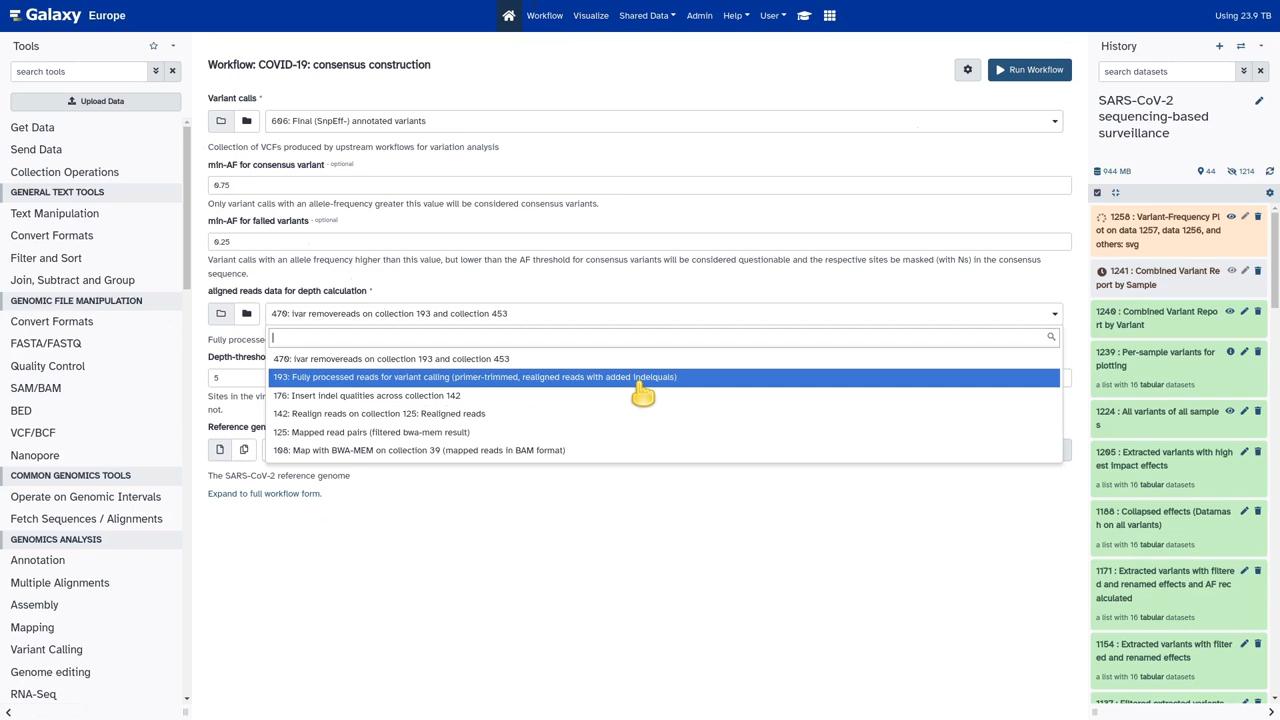 Galaxy Europe
Workflow Visualize Shared Data Admin Help User
Using 23.9 TB
Tools
search tools
Upload Data
Get Data
Send Data
Collection Operations
GENERAL TEXT TOOLS
Text Manipulation
Convert Formats
Filter and Sort
Join, Subtract and Group
GENOMIC FILE MANIPULATION
Convert Formats
FASTA/FASTQ
Quality Control
SAM/BAM
BED
VCF/BCF
Nanopore
COMMON GENOMICS TOOLS
Operate on Genomic Intervals
Fetch Sequences / Alignments
GENOMICS ANALYSIS
Annotation
Multiple Alignments
Assembly
Mapping
Variant Calling
Genome editing
RNA-Seq
Workflow: COVID-19: consensus construction
Run Workflow
Variant calls *
606: Final (SnpEff-) annotated variants
Collection of VCFs produced by upstream workflows for variation analysis
min-AF for consensus variant - optional
0.75
Only variant calls with an allele-frequency greater this value will be considered consensus variants.
min-AF for failed variants - optional
0.25
Variant calls with an allele frequency higher than this value, but lower than the AF threshold for consensus variants will be considered questionable and the respective sites be masked (with Ns) in the consensus
sequence.
aligned reads data for depth calculation *
470: ivar removereads on collection 193 and collection 453
Fully processe
470: ivar removereads on collection 193 and collection 453
Depth-thresho
193: Fully processed reads for variant calling (primer-trimmed, realigned reads with added indelquals)
5
176: Insert indel qualities across collection 142
Sites in the vir
not.
142: Realign reads on collection 125: Realigned reads
Reference gen
125: Mapped read pairs (filtered bwa-mem result)
108: Map with BWA-MEM on collection 39 (mapped reads in BAM format)
The SARS-CoV-2 reference genome
Expand to full workflow form.
History
search datasets
SARS-CoV-2
sequencing-based
surveillance
944 MB
44
1214
1258 : Variant-Frequency Pl
ot on data 1257, data 1256, and
others: svg
1241 : Combined Variant Re
port by Sample
1240 : Combined Variant Repo
rt by Variant
1239 : Per-sample variants for
plotting
1224 : All variants of all sample
s
1205 : Extracted variants with high
est impact effects
a list with 16 tabular datasets
1188 : Collapsed effects (Datamas
h on all variants)
a list with 16 tabular datasets
1171 : Extracted variants with filtere
d and renamed effects and AF rec
alculated
a list with 16 tabular datasets
1154 : Extracted variants with filter
ed and renamed effects
a list with 16 tabular datasets
1137 : Filtered extracted variants